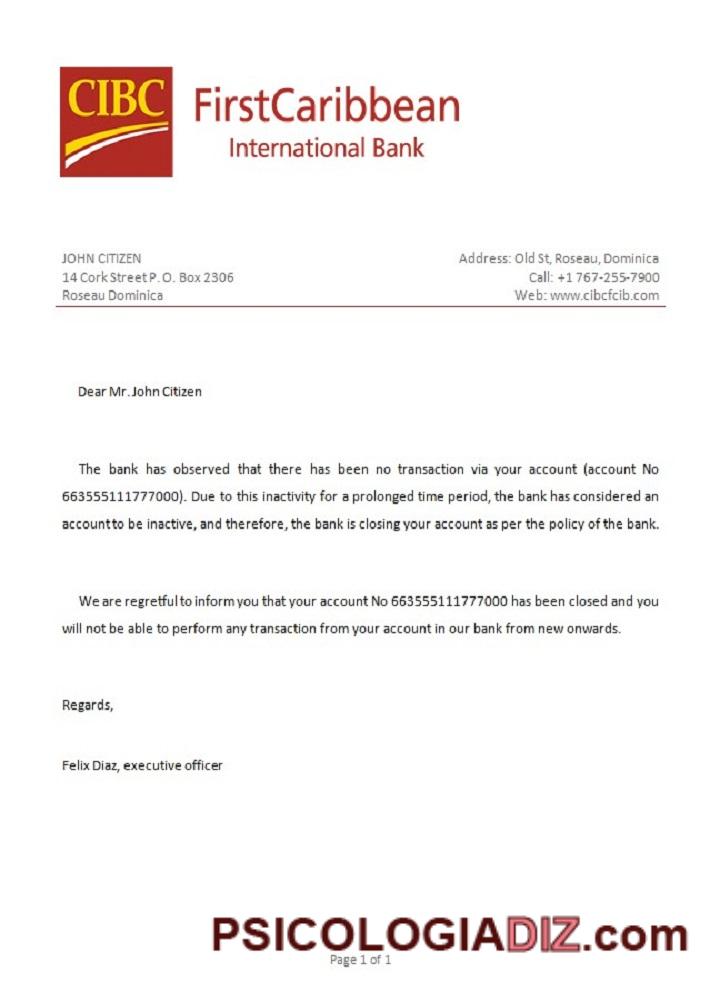 CIBC
FirstCaribbean
International Bank
JOHN CITIZEN
14 Cork Street P. O. Box 2306
Roseau Dominica
Address: Old St, Roseau, Dominica
Call: +1 767-255-7900
Web: www.cibcfcib.com
Dear Mr. John Citizen
The bank has observed that there has been no transaction via your account (account No
663555111777000). Due to this inactivity for a prolonged time period, the bank has considered an
account to be inactive, and therefore, the bank is closing your account as per the policy of the bank.
We are regretful to inform you that your account No 663555111777000 has been closed and you
will not be able to perform any transaction from your account in our bank from new onwards.
Regards,
Felix Diaz, executive officer
PSICOLOGIADIZ.com
Page 1 of 1